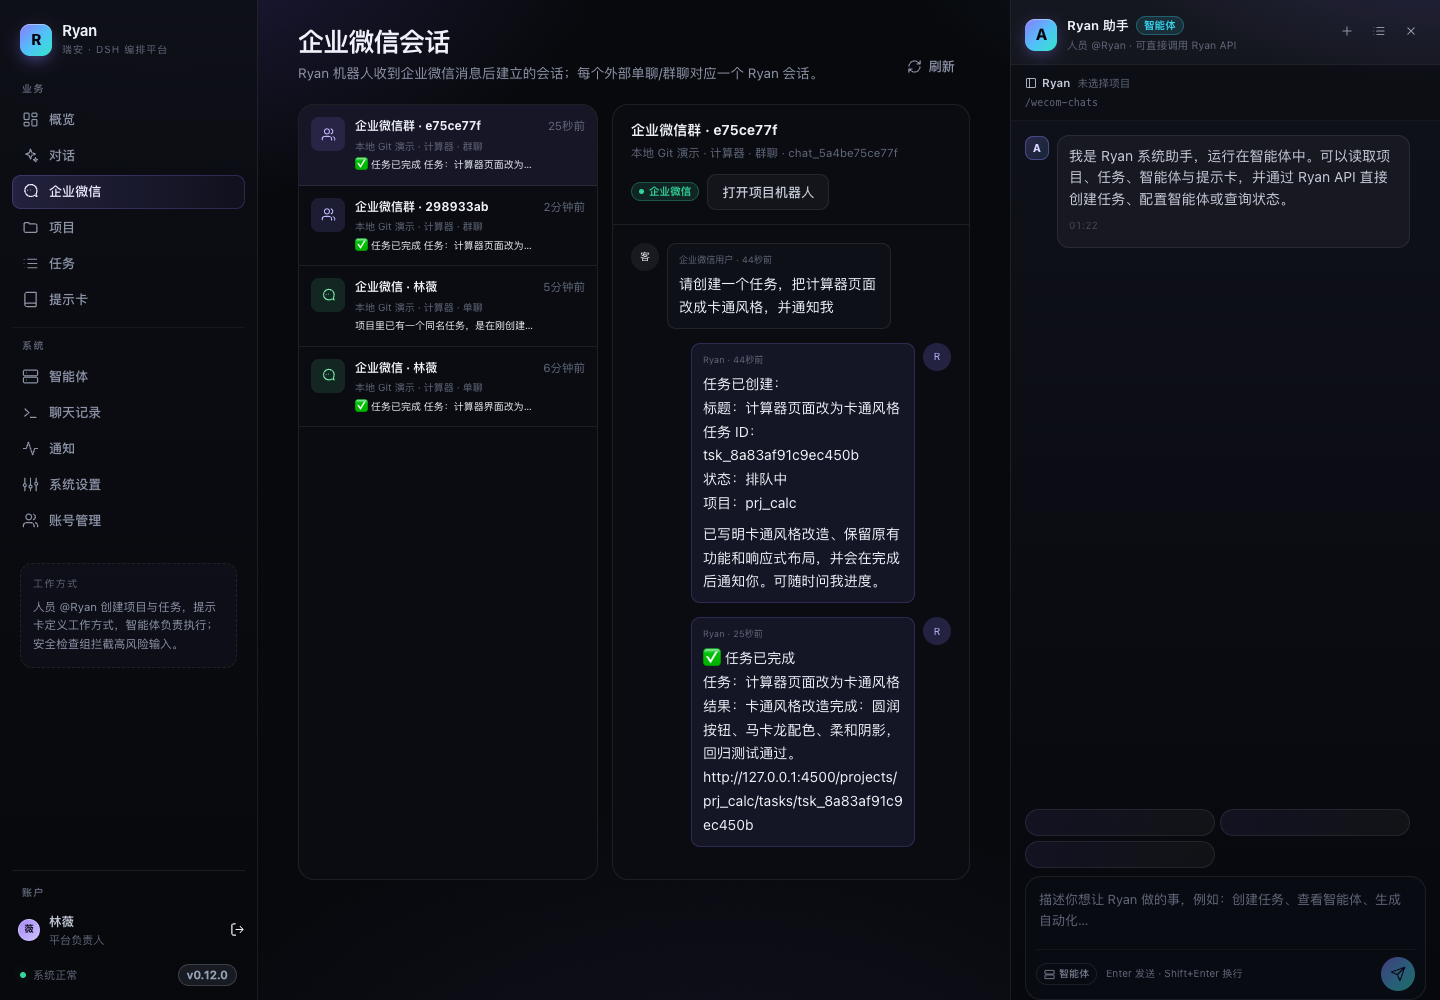 R
Ryan
瑞安 · DSH 编排平台
业务
概览
对话
企业微信
项目
任务
提示卡
系统
智能体
聊天记录
通知
系统设置
账号管理
工作方式
人员 @Ryan 创建项目与任务，提示
卡定义工作方式，智能体负责执行；
安全检查组拦截高风险输入。
账户
薇
林薇
平台负责人
系统正常
v0.12.0
企业微信会话
Ryan 机器人收到企业微信消息后建立的会话；每个外部单聊/群聊对应一个 Ryan 会话。
刷新
企业微信群 · e75ce77f
25秒前
本地 Git 演示 · 计算器 · 群聊
✅ 任务已完成 任务：计算器页面改为...
企业微信群 · 298933ab
2分钟前
本地 Git 演示 · 计算器 · 群聊
✅ 任务已完成 任务：计算器页面改为...
企业微信 · 林薇
5分钟前
本地 Git 演示 · 计算器 · 单聊
项目里已有一个同名任务，是在刚创建...
企业微信 · 林薇
6分钟前
本地 Git 演示 · 计算器 · 单聊
✅ 任务已完成 任务：计算器界面改为...
企业微信群 · e75ce77f
本地 Git 演示 · 计算器 · 群聊 · chat_5a4be75ce77f
企业微信
打开项目机器人
客
企业微信用户 · 44秒前
请创建一个任务，把计算器页面
改成卡通风格，并通知我
Ryan · 44秒前
R
任务已创建：
标题：计算器页面改为卡通风格
任务 ID：
tsk_8a83af91c9ec450b
状态：排队中
项目：prj_calc
已写明卡通风格改造、保留原有
功能和响应式布局，并会在完成
后通知你。可随时问我进度。
Ryan · 25秒前
R
✅ 任务已完成
任务：计算器页面改为卡通风格
结果：卡通风格改造完成：圆润
按钮、马卡龙配色、柔和阴影，
回归测试通过。
http://127.0.0.1:4500/projects/
prj_calc/tasks/tsk_8a83af91c9
ec450b
A
Ryan 助手
智能体
人员 @Ryan · 可直接调用 Ryan API
Ryan 未选择项目
/wecom-chats
A
我是 Ryan 系统助手，运行在智能体中。可以读取项
目、任务、智能体与提示卡，并通过 Ryan API 直接
创建任务、配置智能体或查询状态。
01:22
描述你想让 Ryan 做的事，例如：创建任务、查看智能体、生成
自动化...
智能体
Enter 发送 · Shift+Enter 换行